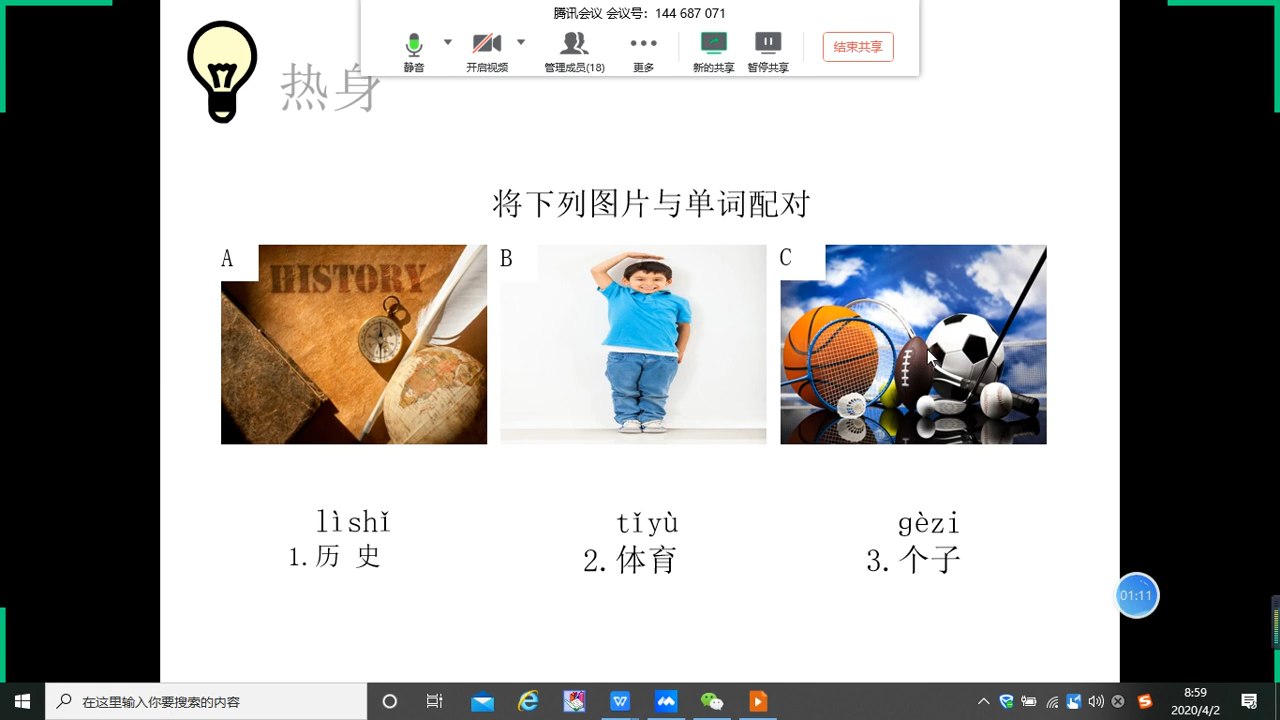 腾讯会议 会议号：144 687 071
静音 开启视频 管理成员(18) 更多 新的共享 暂停共享 结束共享
热身
将下列图片与单词配对
A B C
HISTORY
lìshǐ tǐyù gèzi
1.历 史 2.体育 3.个子
01:11
在这里输入你要搜索的内容
8:59
2020/4/2